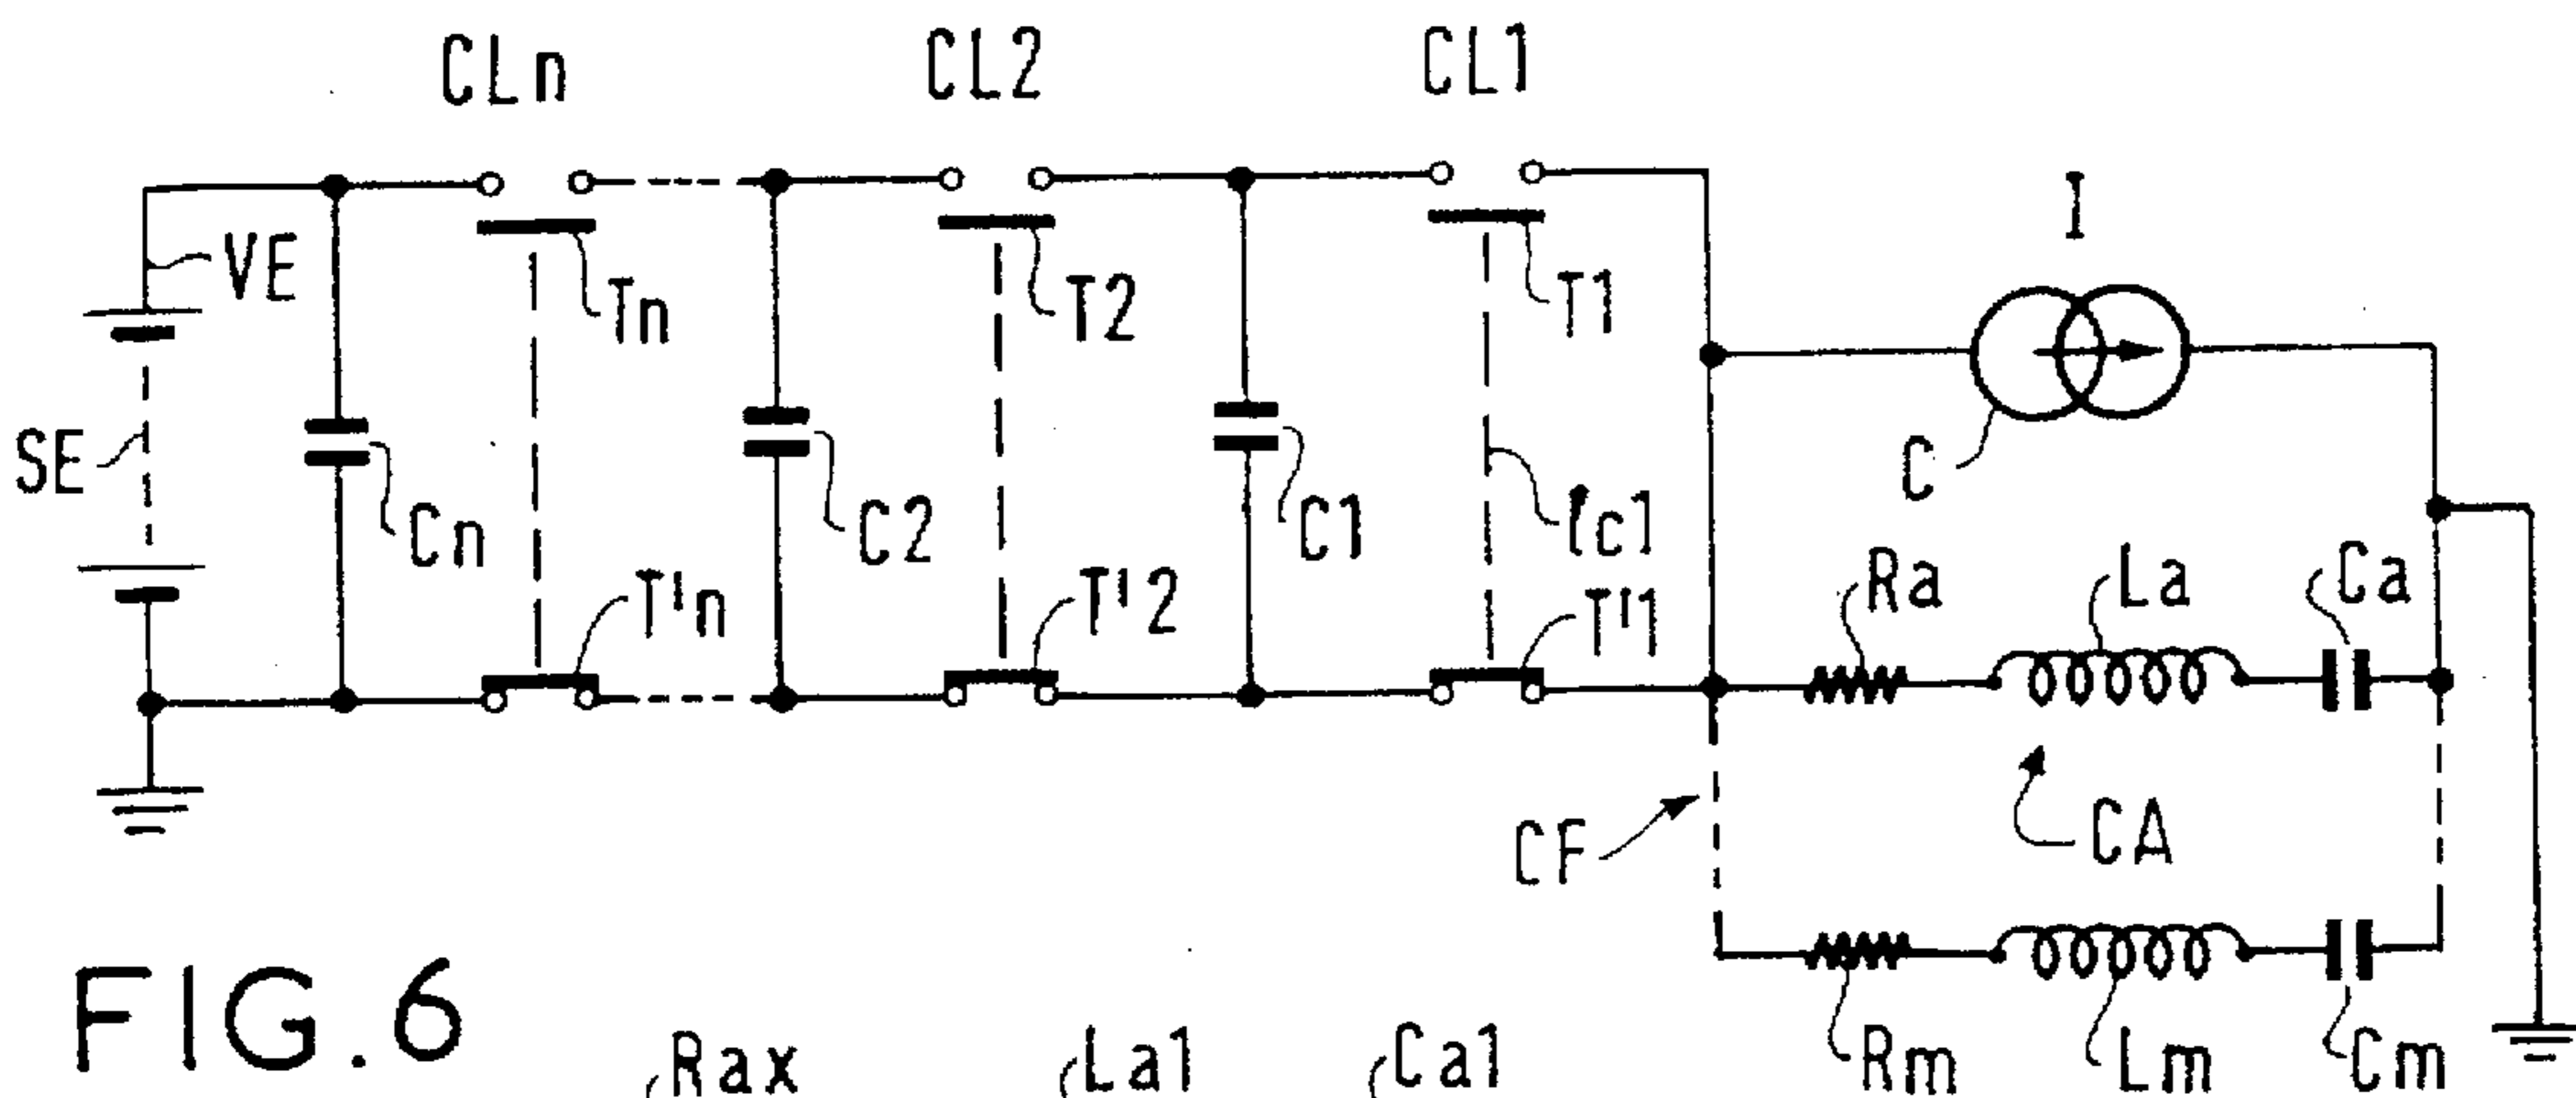 CLn CL2 CL1
I
VE
Tn T2 T1
SE
Cn C2 C1 ℓc1 C
T'n T'2 T'1 Ra La Ca
CF CA
FIG.6
Rm Lm Cm
Rax La1 Ca1